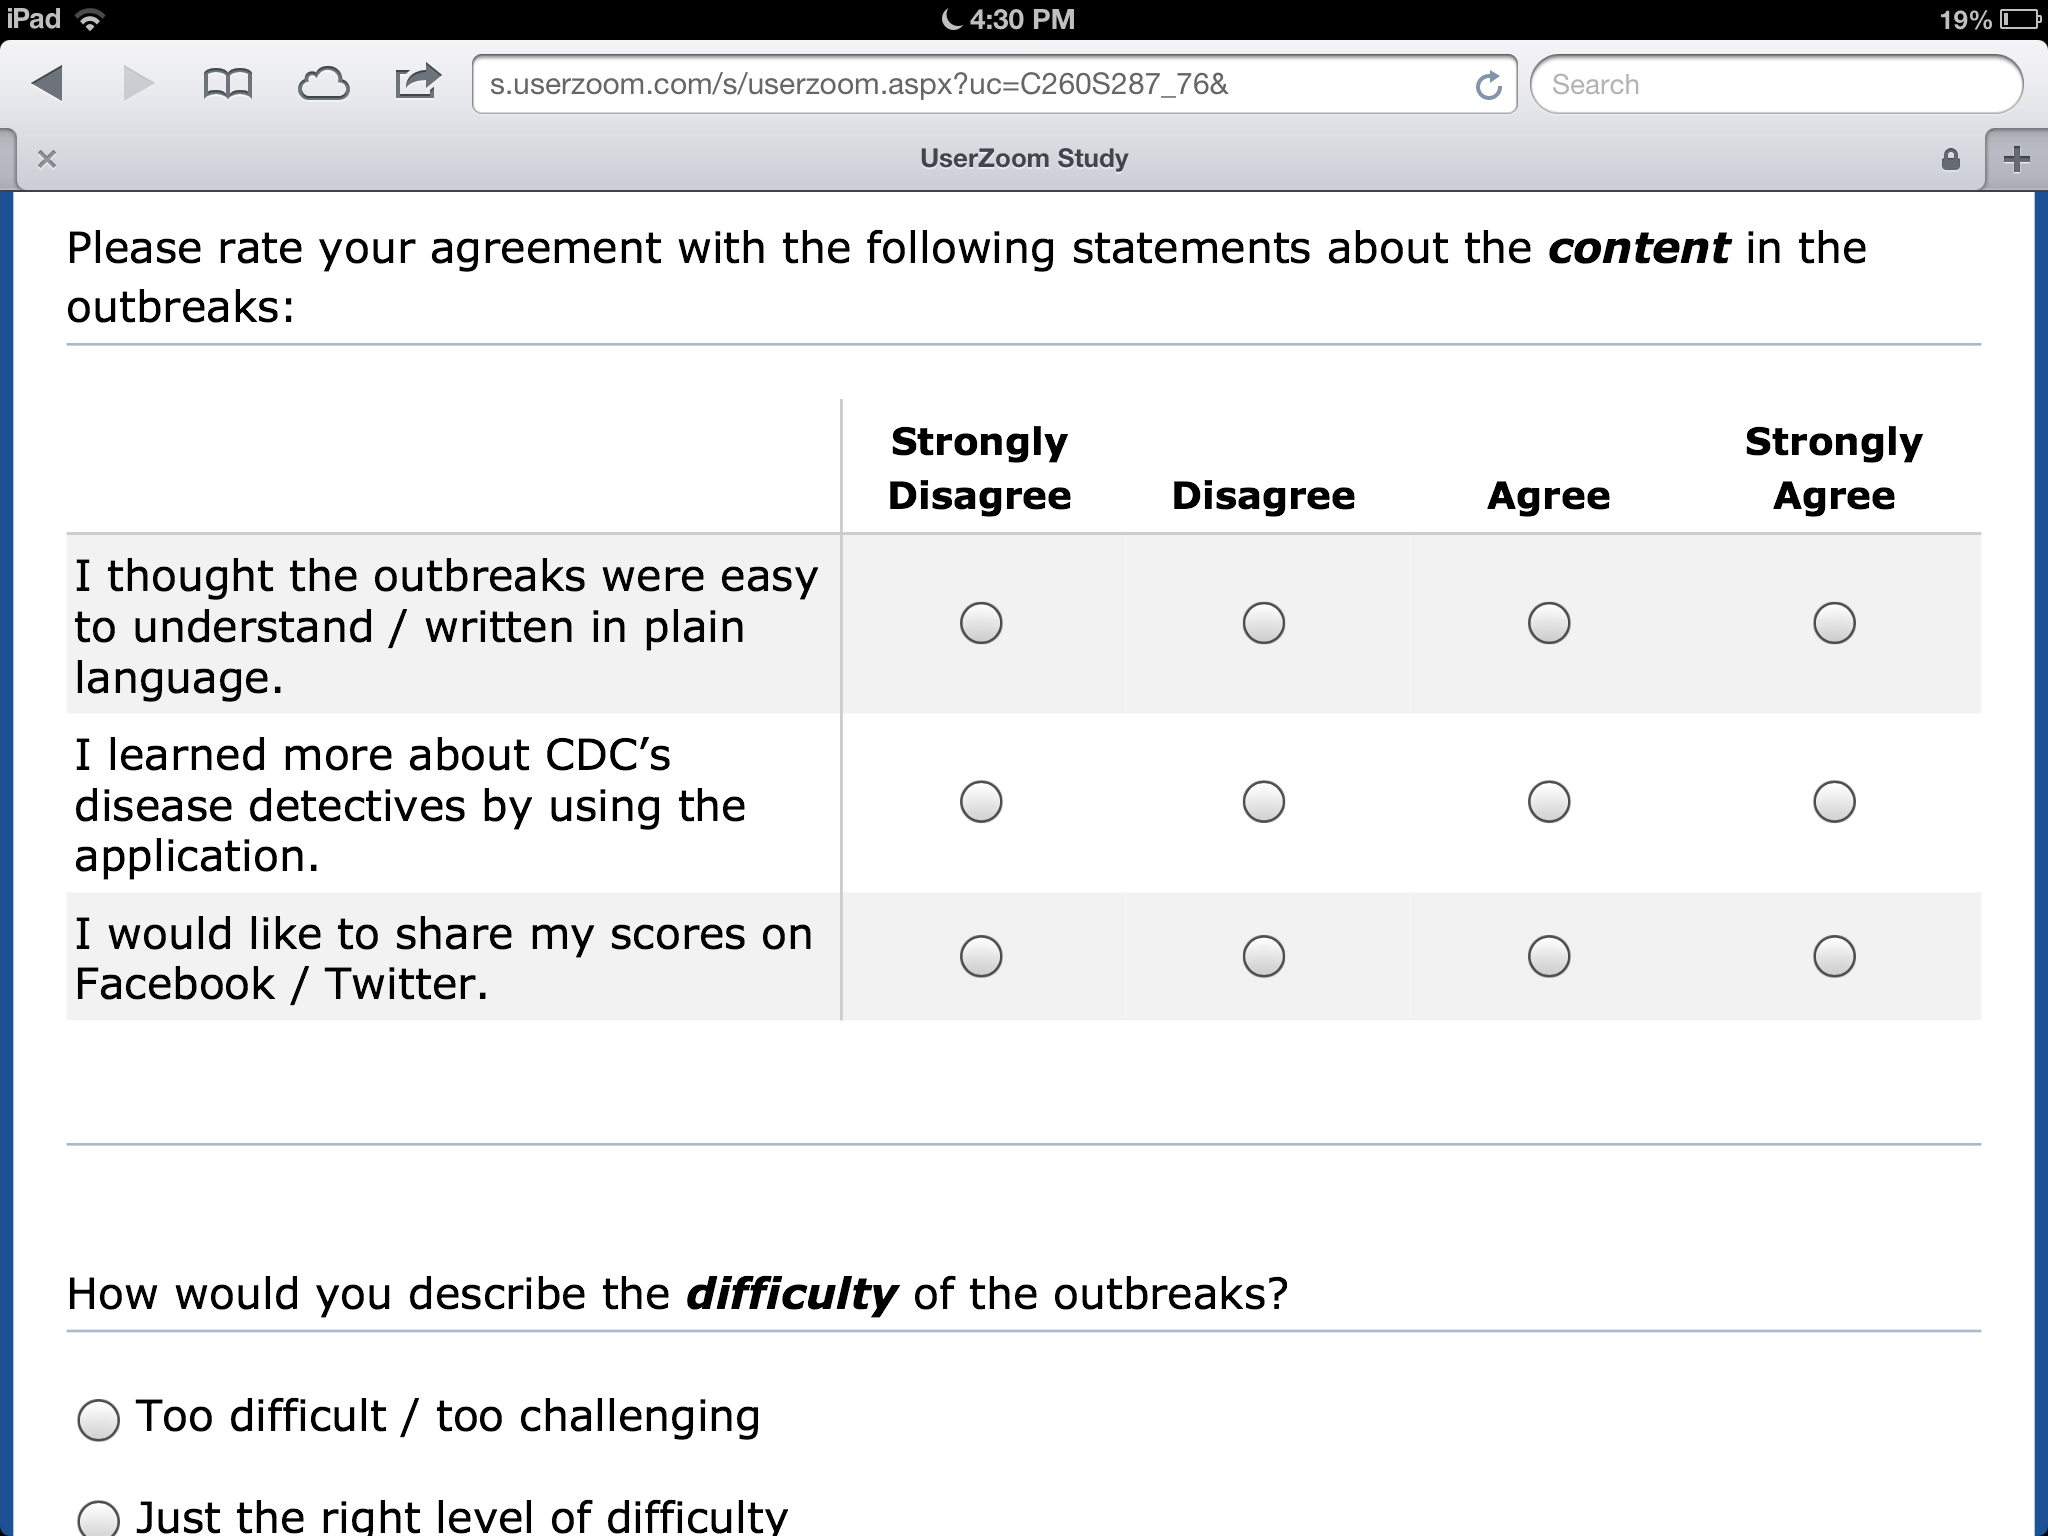 iPad 4:30 PM 19%
s.userzoom.com/s/userzoom.aspx?uc=C260S287_76& Search
UserZoom Study
Please rate your agreement with the following statements about the content in the
outbreaks:
Strongly Disagree Disagree Agree Strongly Agree
I thought the outbreaks were easy
to understand / written in plain
language.
I learned more about CDC’s
disease detectives by using the
application.
I would like to share my scores on
Facebook / Twitter.
How would you describe the difficulty of the outbreaks?
Too difficult / too challenging
Just the right level of difficulty